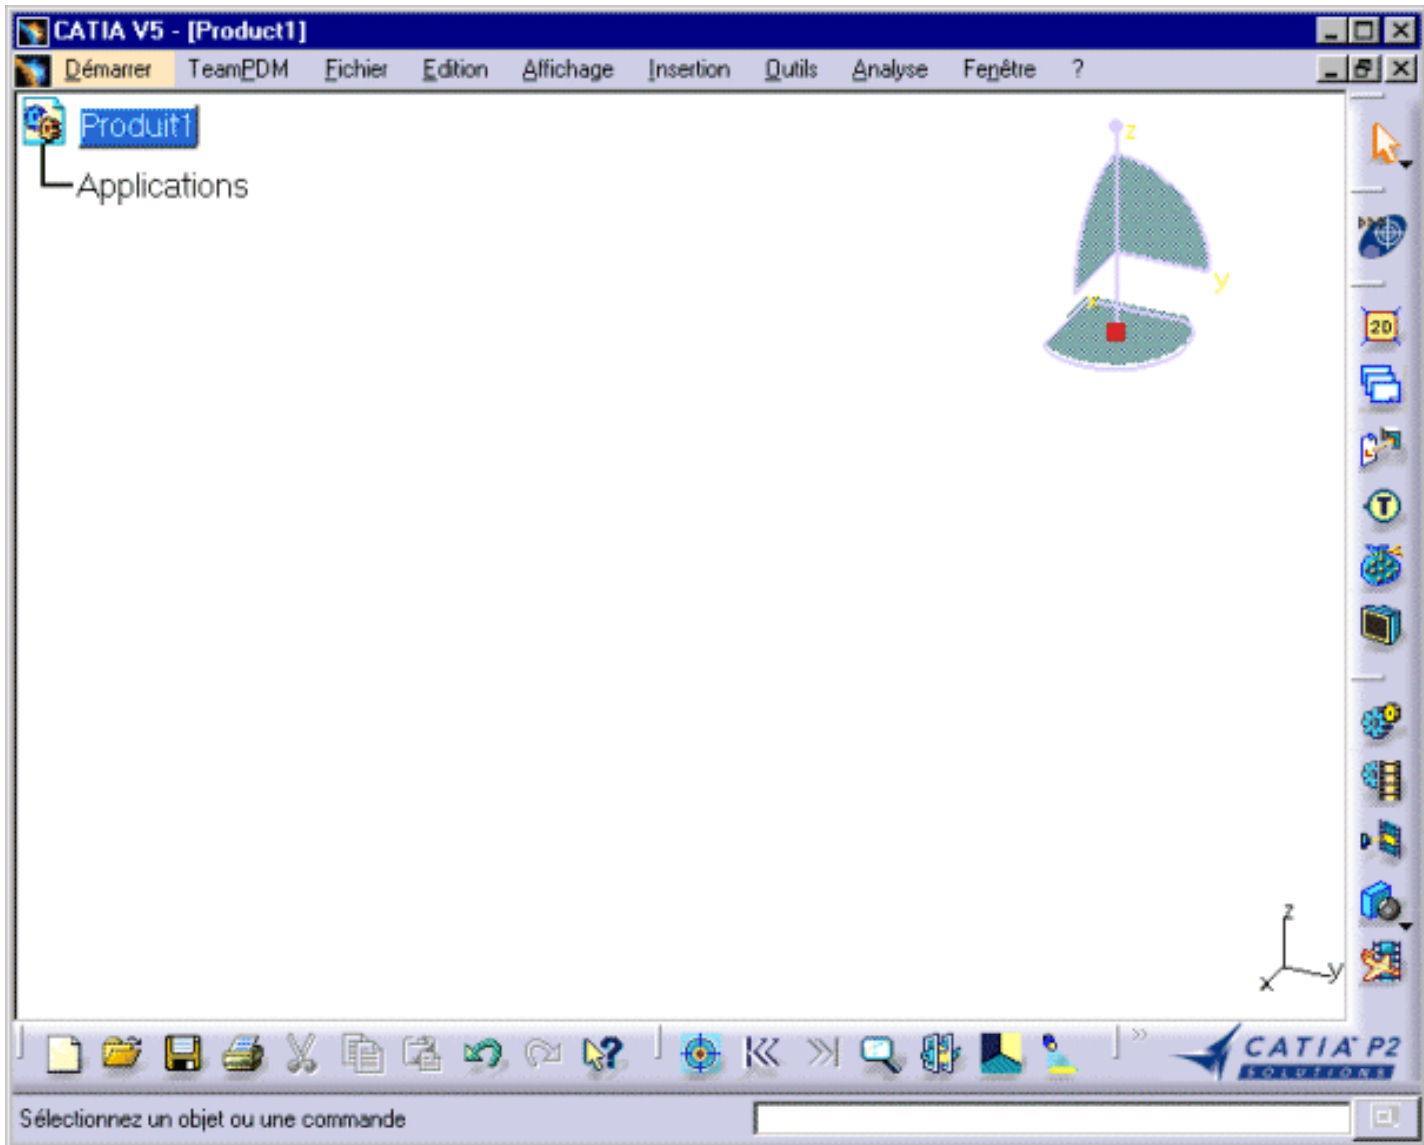 CATIA V5 - [Product1]
Démarrer TeamPDM Fichier Edition Affichage Insertion Outils Analyse Fenêtre ?
Produit1
Applications
z
y
x
2D
T
z
y
x
CATIA P2
SOLUTIONS
Sélectionnez un objet ou une commande